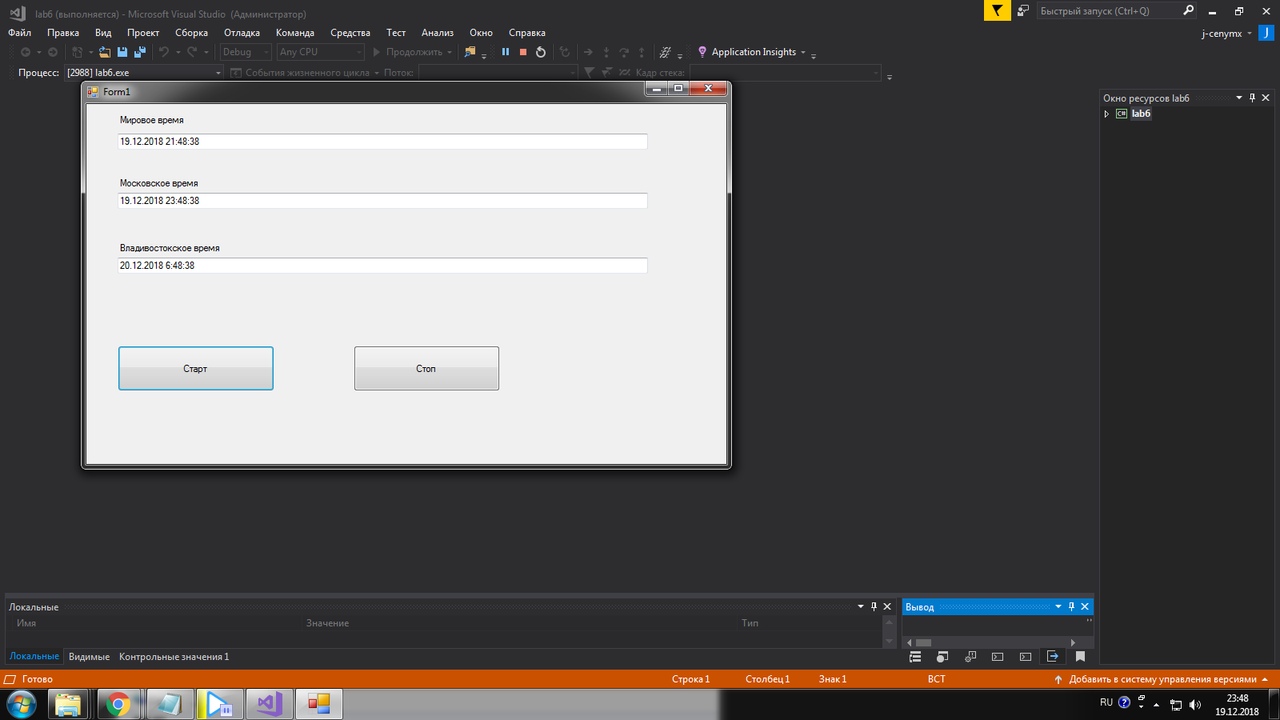 lab6 (выполняется) - Microsoft Visual Studio (Администратор)
Быстрый запуск (Ctrl+Q)
Файл Правка Вид Проект Сборка Отладка Команда Средства Тест Анализ Окно Справка
j-cenymx
J
Debug Any CPU Продолжить Application Insights
Процесс: [2988] lab6.exe События жизненного цикла Поток: Кадр стека:
Form1
Мировое время
19.12.2018 21:48:38
Московское время
19.12.2018 23:48:38
Владивостокское время
20.12.2018 6:48:38
Старт Стоп
Окно ресурсов lab6
lab6
Локальные
Имя Значение Тип
Локальные Видимые Контрольные значения 1
Вывод
Готово Строка 1 Столбец 1 Знак 1 ВСТ Добавить в систему управления версиями
RU 23:48
19.12.2018